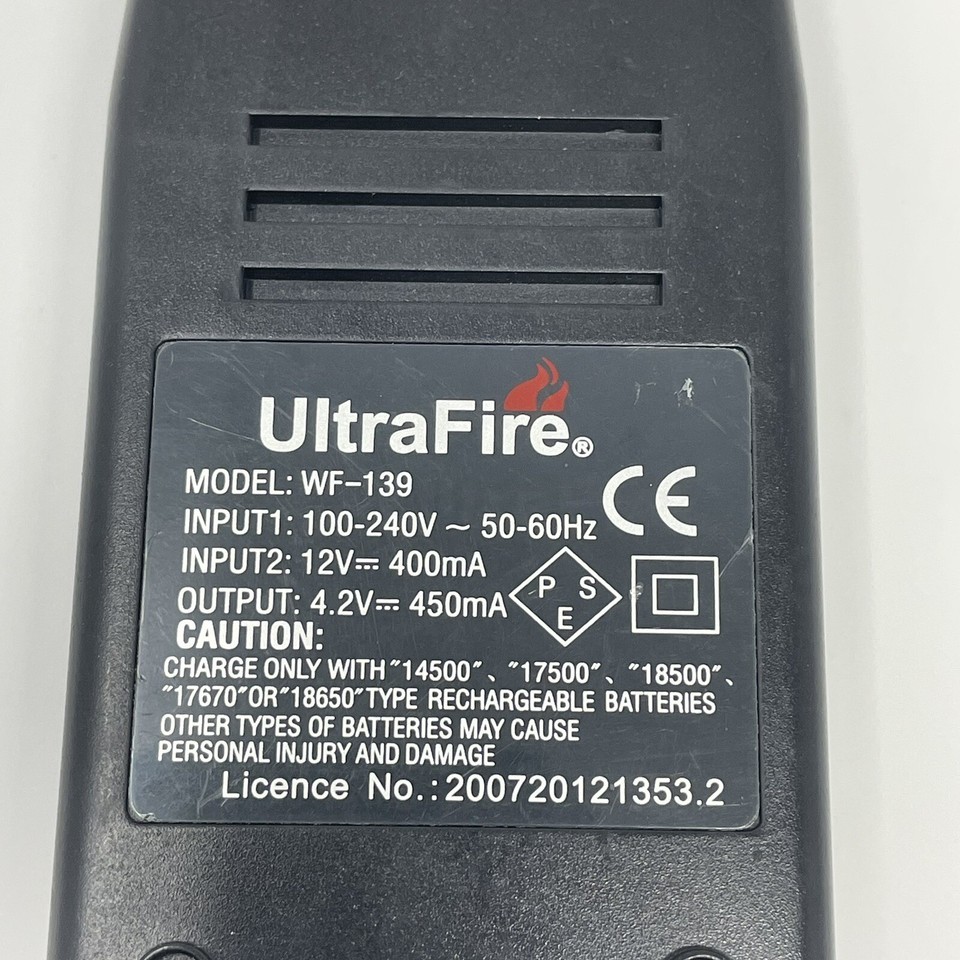 UltraFire®
MODEL: WF-139
INPUT1: 100-240V ~ 50-60Hz
CE
INPUT2: 12V⎓ 400mA
OUTPUT: 4.2V⎓ 450mA
P S
E
CAUTION:
CHARGE ONLY WITH "14500"、"17500"、"18500"、
"17670"OR"18650"TYPE RECHARGEABLE BATTERIES
OTHER TYPES OF BATTERIES MAY CAUSE
PERSONAL INJURY AND DAMAGE
Licence No.:200720121353.2